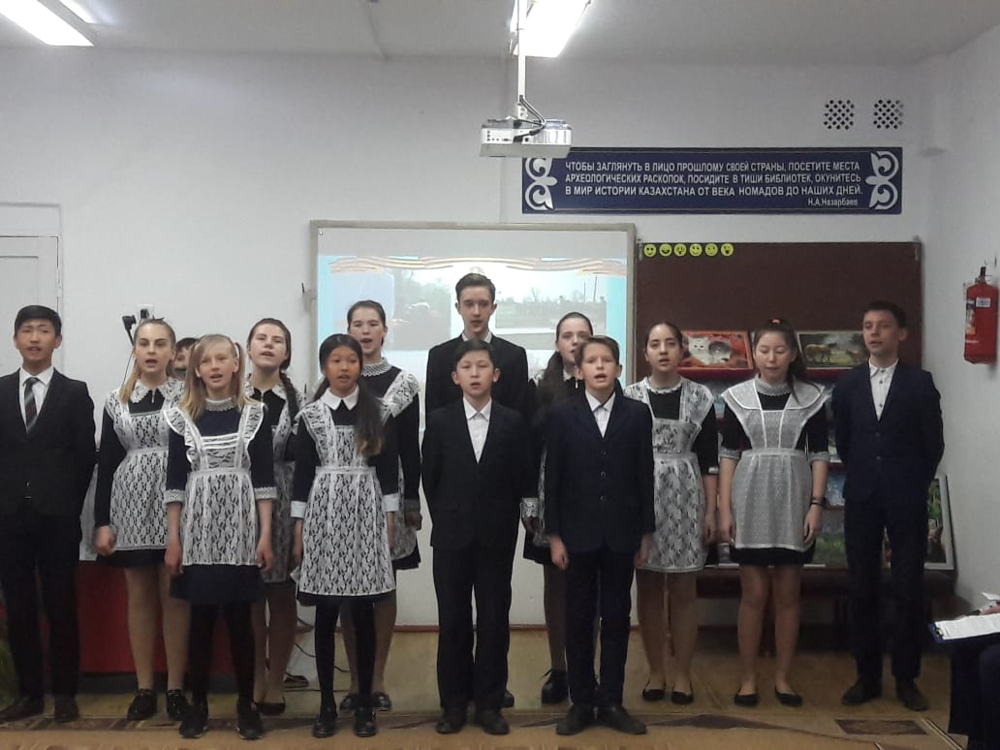 ЧТОБЫ ЗАГЛЯНУТЬ В ЛИЦО ПРОШЛОМУ СВОЕЙ СТРАНЫ, ПОСЕТИТЕ МЕСТА
АРХЕОЛОГИЧЕСКИХ РАСКОПОК, ПОСИДИТЕ В ТИШИ БИБЛИОТЕК, ОКУНИТЕСЬ
В МИР ИСТОРИИ КАЗАХСТАНА ОТ ВЕКА НОМАДОВ ДО НАШИХ ДНЕЙ.
Н.А.Назарбаев